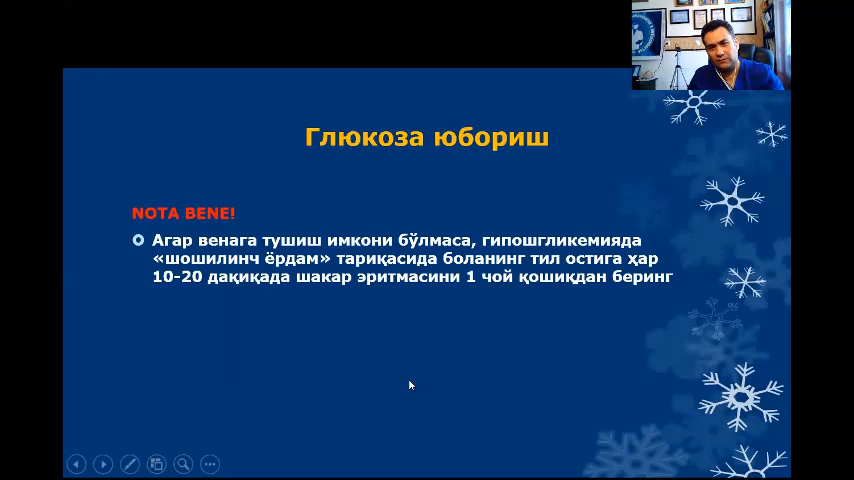 Глюкоза юбориш
NOTA BENE!
Агар венага тушиш имкони бўлмаса, гипошгликемияда
«шошилинч ёрдам» тариқасида боланинг тил остига ҳар
10-20 дақиқада шакар эритмасини 1 чой қошиқдан беринг